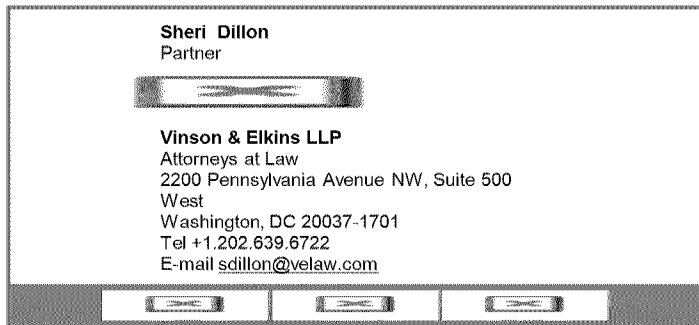 Sheri Dillon
Partner
Vinson & Elkins LLP
Attorneys at Law
2200 Pennsylvania Avenue NW, Suite 500
West
Washington, DC 20037-1701
Tel +1.202.639.6722
E-mail sdillon@velaw.com